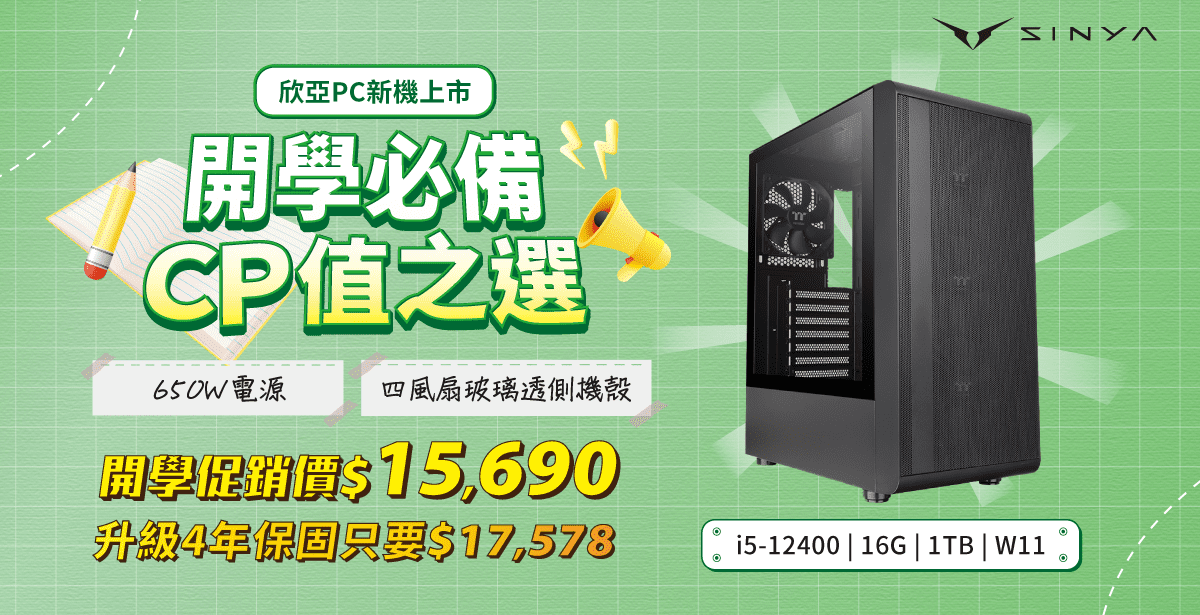 SINYA
欣亞PC新機上市
開學必備
CP值之選
650W電源
四風扇玻璃透側機殼
開學促銷價$15,690
升級4年保固只要$17,578
i5-12400 | 16G | 1TB | W11